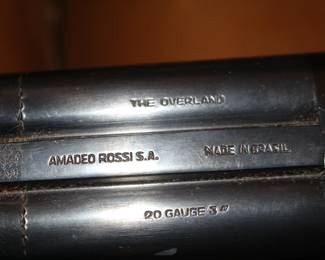 THE OVERLAND
AMADEO ROSSI S.A. MADE IN BRASIL
20 GAUGE 3"